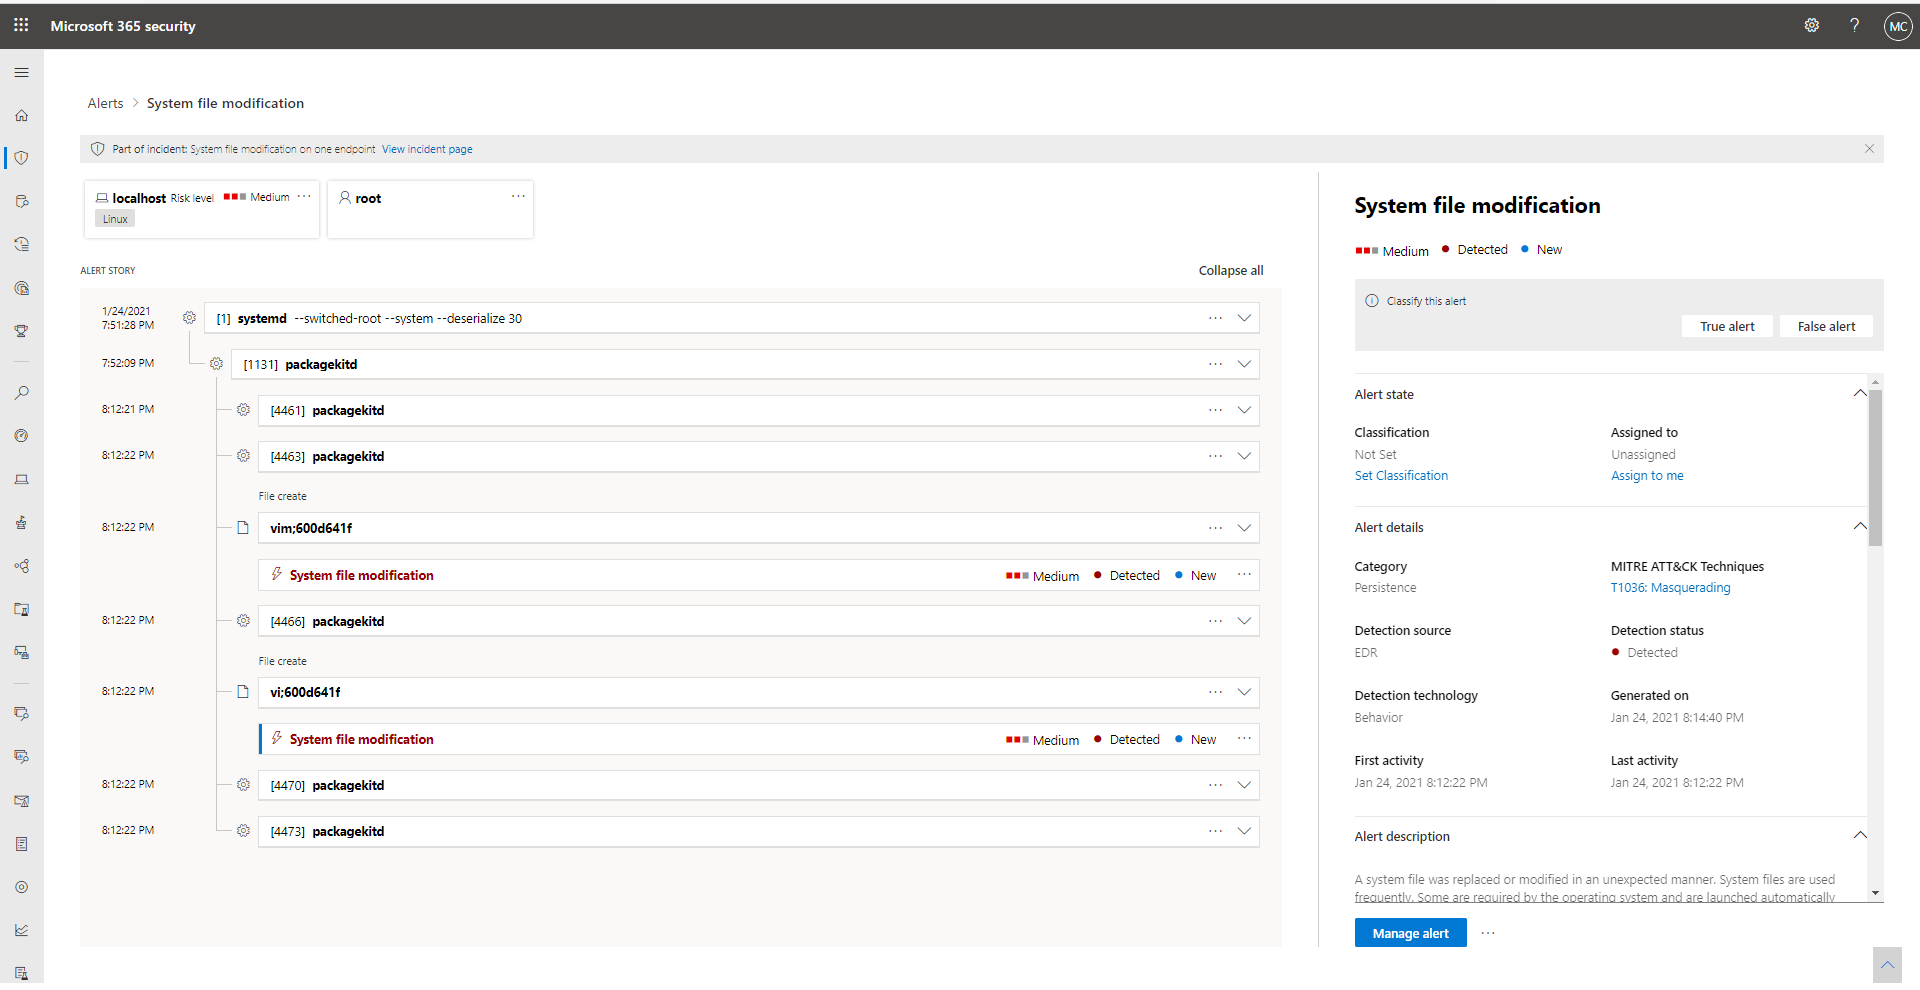 Microsoft 365 security
MC
Alerts > System file modification
Part of incident: System file modification on one endpoint View incident page
localhost Risk level Medium ...
Linux
root ...
ALERT STORY
Collapse all
1/24/2021
7:51:28 PM
[1] systemd --switched-root --system --deserialize 30 ...
7:52:09 PM
[1131] packagekitd ...
8:12:21 PM
[4461] packagekitd ...
8:12:22 PM
[4463] packagekitd ...
File create
8:12:22 PM
vim;600d641f ...
System file modification Medium Detected New ...
8:12:22 PM
[4466] packagekitd ...
File create
8:12:22 PM
vi;600d641f ...
System file modification Medium Detected New ...
8:12:22 PM
[4470] packagekitd ...
8:12:22 PM
[4473] packagekitd ...
System file modification
Medium Detected New
Classify this alert
True alert False alert
Alert state
Classification Assigned to
Not Set Unassigned
Set Classification Assign to me
Alert details
Category MITRE ATT&CK Techniques
Persistence T1036: Masquerading
Detection source Detection status
EDR Detected
Detection technology Generated on
Behavior Jan 24, 2021 8:14:40 PM
First activity Last activity
Jan 24, 2021 8:12:22 PM Jan 24, 2021 8:12:22 PM
Alert description
A system file was replaced or modified in an unexpected manner. System files are used
frequently. Some are required by the operating system and are launched automatically
Manage alert ...